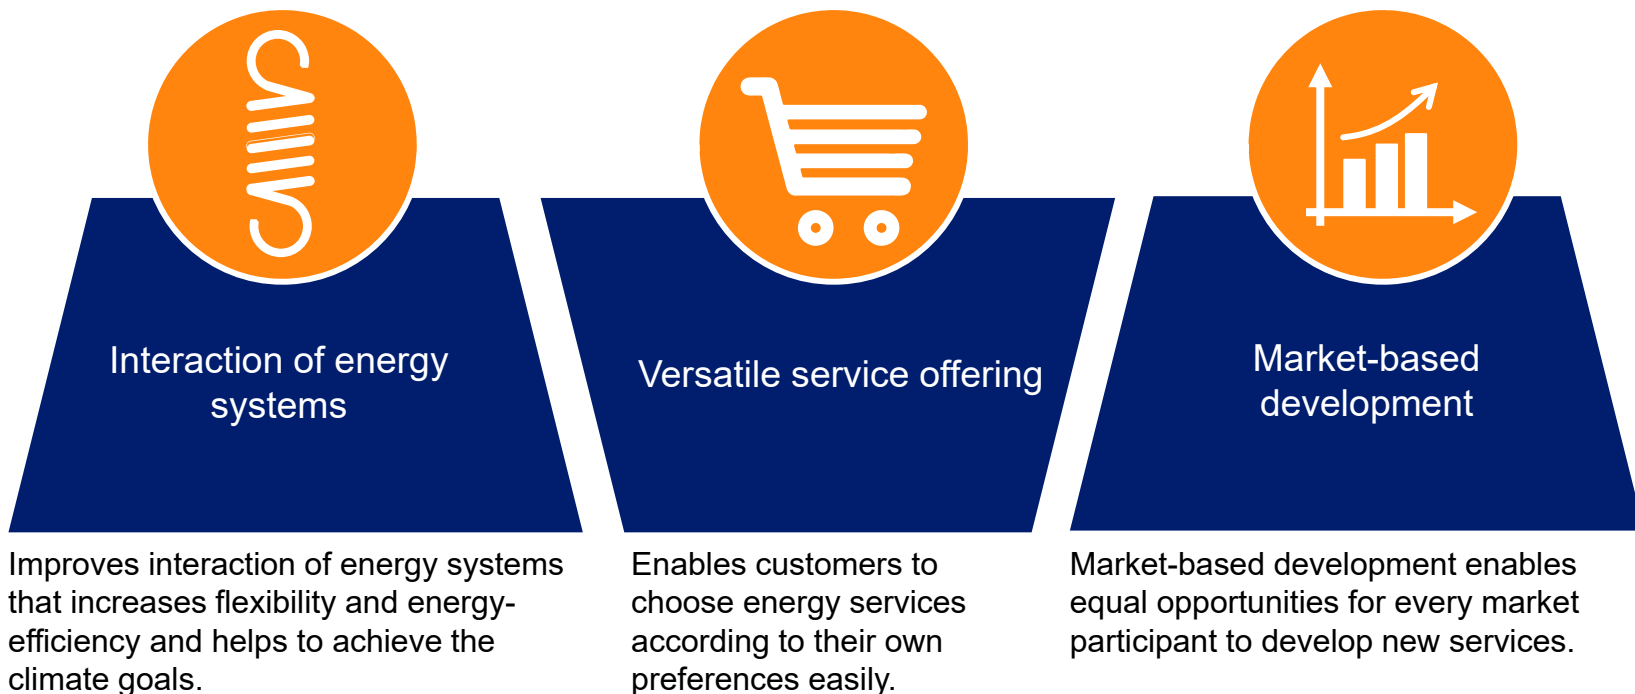 Interaction of energy
systems
Versatile service offering
Market-based
development
Improves interaction of energy systems
that increases flexibility and energy-
efficiency and helps to achieve the
climate goals.
Enables customers to
choose energy services
according to their own
preferences easily.
Market-based development enables
equal opportunities for every market
participant to develop new services.